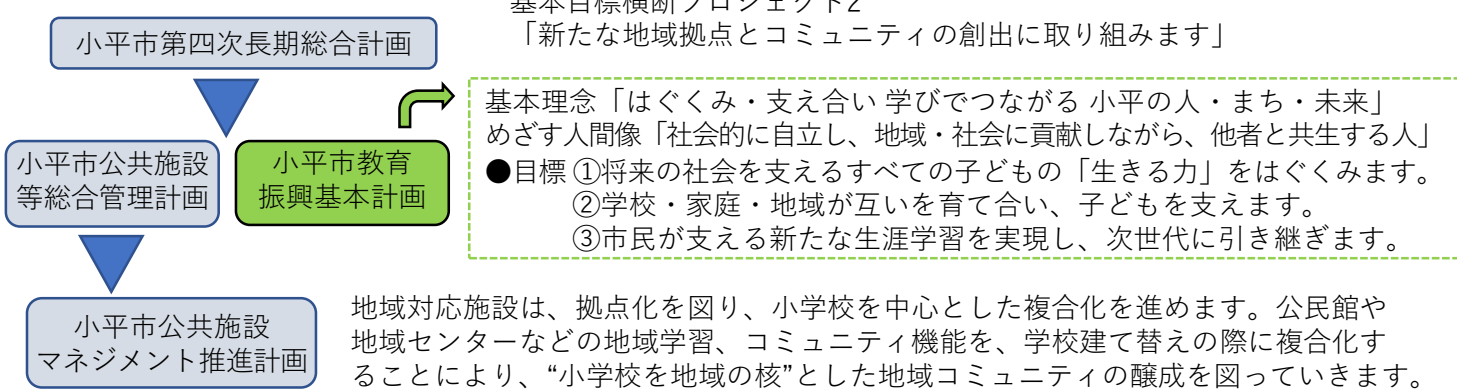 基本目標横断プロジェクト2
「新たな地域拠点とコミュニティの創出に取り組みます」
小平市第四次長期総合計画
基本理念「はぐくみ・支え合い 学びでつながる 小平の人・まち・未来」
めざす人間像「社会的に自立し、地域・社会に貢献しながら、他者と共生する人」
●目標 ①将来の社会を支えるすべての子どもの「生きる力」をはぐくみます。
②学校・家庭・地域が互いを育て合い、子どもを支えます。
③市民が支える新たな生涯学習を実現し、次世代に引き継ぎます。
小平市公共施設
等総合管理計画
小平市教育
振興基本計画
小平市公共施設
マネジメント推進計画
地域対応施設は、拠点化を図り、小学校を中心とした複合化を進めます。公民館や
地域センターなどの地域学習、コミュニティ機能を、学校建て替えの際に複合化す
ることにより、“小学校を地域の核”とした地域コミュニティの醸成を図っていきます。